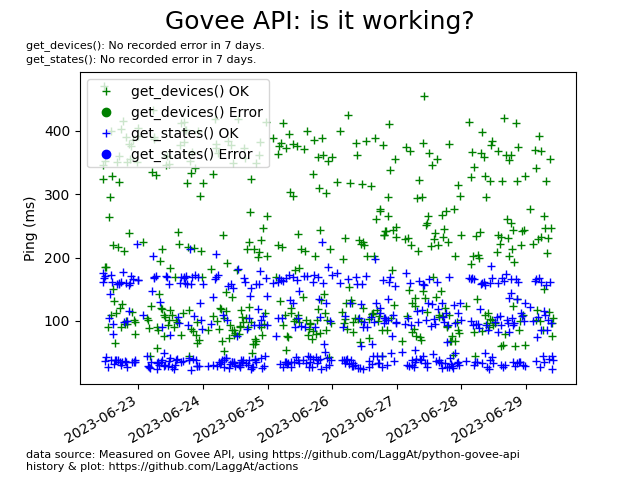 Govee API: is it working?
get_devices(): No recorded error in 7 days.
get_states(): No recorded error in 7 days.
get_devices() OK
get_devices() Error
get_states() OK
get_states() Error
400
300
200
100
Ping (ms)
2023-06-23
2023-06-24
2023-06-25
2023-06-26
2023-06-27
2023-06-28
2023-06-29
data source: Measured on Govee API, using https://github.com/LaggAt/python-govee-api
history & plot: https://github.com/LaggAt/actions